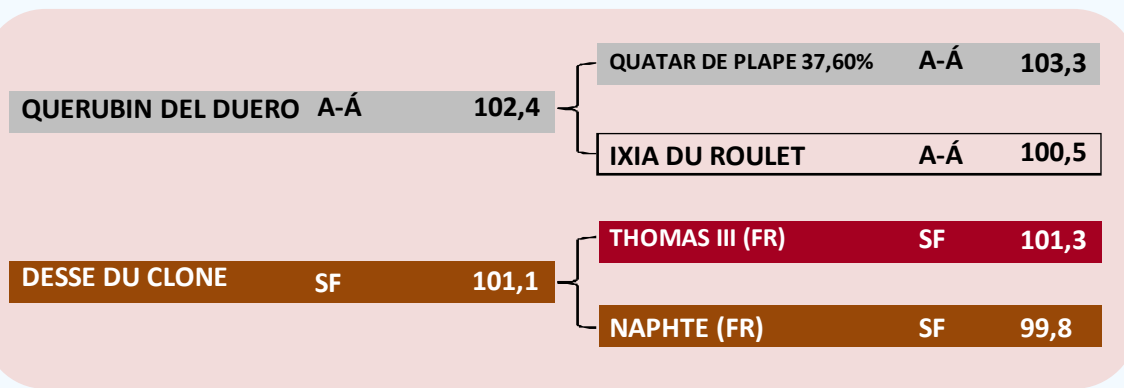 QUATAR DE PLAPE 37,60% A-Á 103,3
QUERUBIN DEL DUERO A-Á 102,4
IXIA DU ROULET A-Á 100,5
THOMAS III (FR) SF 101,3
DESSE DU CLONE SF 101,1
NAPHTE (FR) SF 99,8